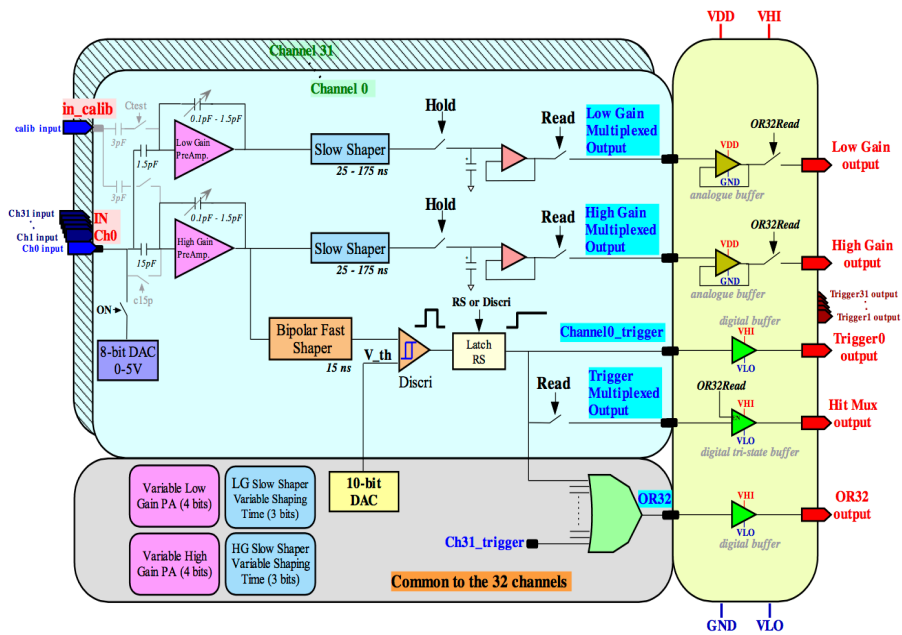 VDD
VHI
Channel 31
Channel 0
in_calib
calib input
Ctest
3pF
1.5pF
0.1pF - 1.5pF
Low Gain
PreAmp.
Slow Shaper
25 - 175 ns
Hold
Read
Low Gain
Multiplexed
Output
OR32Read
VDD
GND
analogue buffer
Low Gain
output
3pF
Ch31 input
Ch1 input
Ch0 input
IN
Ch0
0.1pF - 1.5pF
High Gain
PreAmp.
15pF
c15p
Slow Shaper
25 - 175 ns
Hold
Read
High Gain
Multiplexed
Output
OR32Read
VDD
GND
analogue buffer
High Gain
output
Trigger31 output
Trigger1 output
ON
8-bit DAC
0-5V
Bipolar Fast
Shaper
15 ns
V_th
Discri
RS or Discri
Latch
RS
Channel0_trigger
digital buffer
VHI
VLO
Trigger0
output
Read
Trigger
Multiplexed
Output
OR32Read
VHI
EN
VLO
digital tri-state buffer
Hit Mux
output
Variable Low
Gain PA (4 bits)
LG Slow Shaper
Variable Shaping
Time (3 bits)
10-bit
DAC
OR32
VHI
VLO
digital buffer
OR32
output
Variable High
Gain PA (4 bits)
HG Slow Shaper
Variable Shaping
Time (3 bits)
Ch31_trigger
Common to the 32 channels
GND
VLO